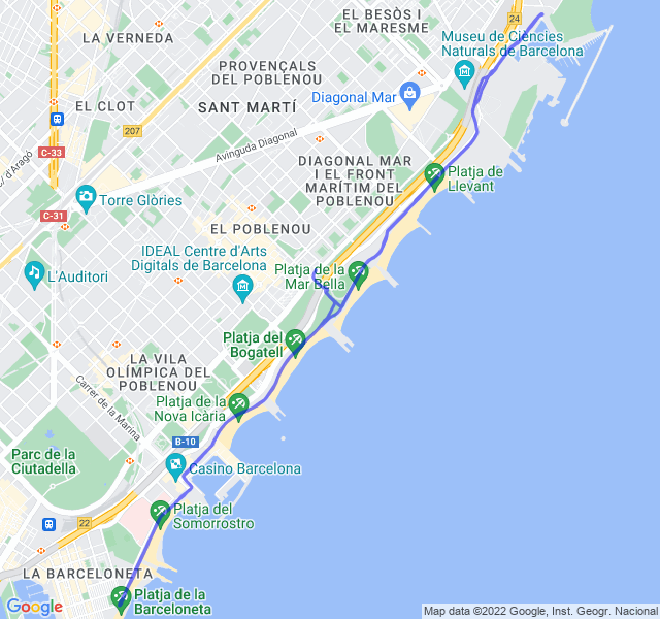 EL BESÒS I
EL MARESME
24
LA VERNEDA
Museu de Ciències
Naturals de Barcelona
PROVENÇALS
DEL POBLENOU
EL CLOT
SANT MARTÍ
Diagonal Mar
207
Avinguda Diagonal
C-33
d'Aragó
DIAGONAL MAR
I EL FRONT
MARÍTIM DEL
POBLENOU
Platja de
Llevant
Torre Glòries
C-31
EL POBLENOU
IDEAL Centre d'Arts
Digitals de Barcelona
L'Auditori
Platja de la
Mar Bella
Platja del
Bogatell
LA VILA
OLÍMPICA DEL
POBLENOU
Carrer de la Marina
Platja de la
Nova Icària
B-10
Parc de la
Ciutadella
Casino Barcelona
22
Platja del
Somorrostro
LA BARCELONETA
Platja de la
Barceloneta
Google
Map data ©2022 Google, Inst. Geogr. Nacional